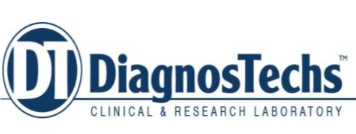 DT DiagnosTechs™
CLINICAL & RESEARCH LABORATORY